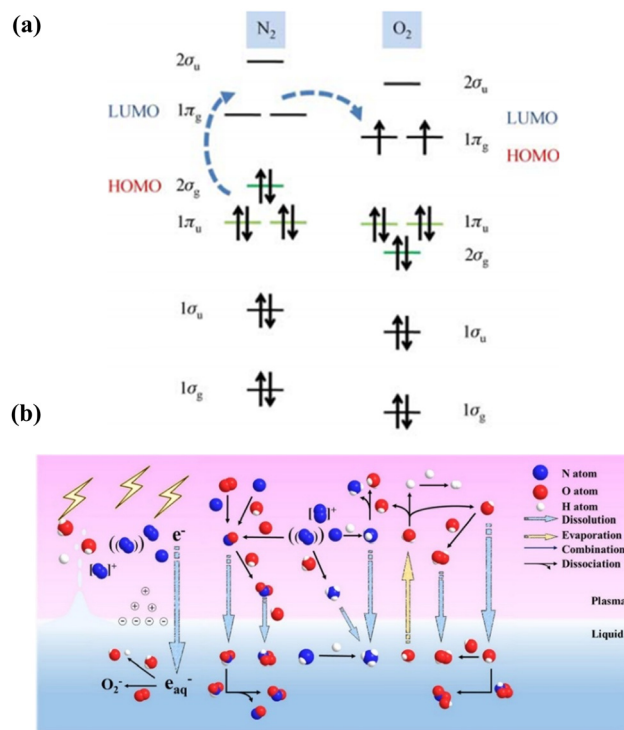 (a)
N₂ O₂
2σᵤ 2σᵤ
LUMO 1πg 1πg LUMO
HOMO
HOMO 2σg
1πᵤ 1πᵤ
2σg
1σᵤ 1σᵤ
1σg 1σg
(b)
N atom
O atom
H atom
Dissolution
Evaporation
Combination
Dissociation
e⁻
[ ]⁺
(( ))
[ ]⁺
(( ))
+ + +
− − − −
Plasma
Liquid
O₂⁻ e_aq⁻